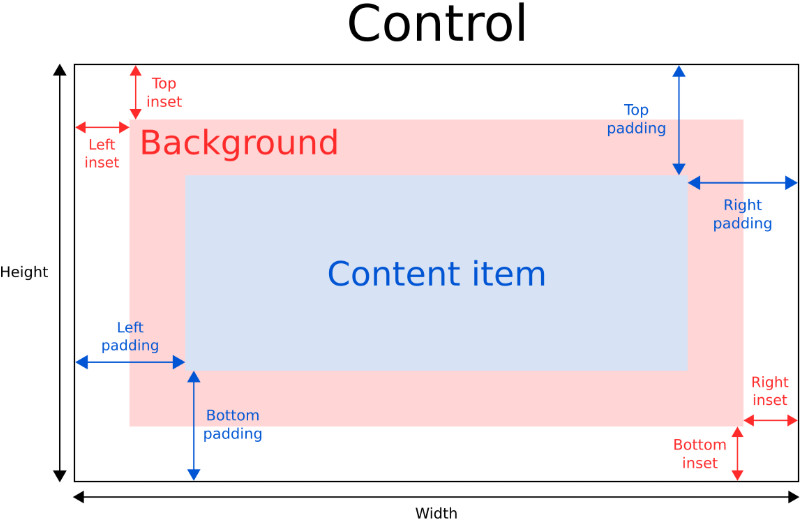 Control
Top
inset
Top
padding
Left
inset
Background
Right
padding
Height
Content item
Left
padding
Right
inset
Bottom
padding
Bottom
inset
Width